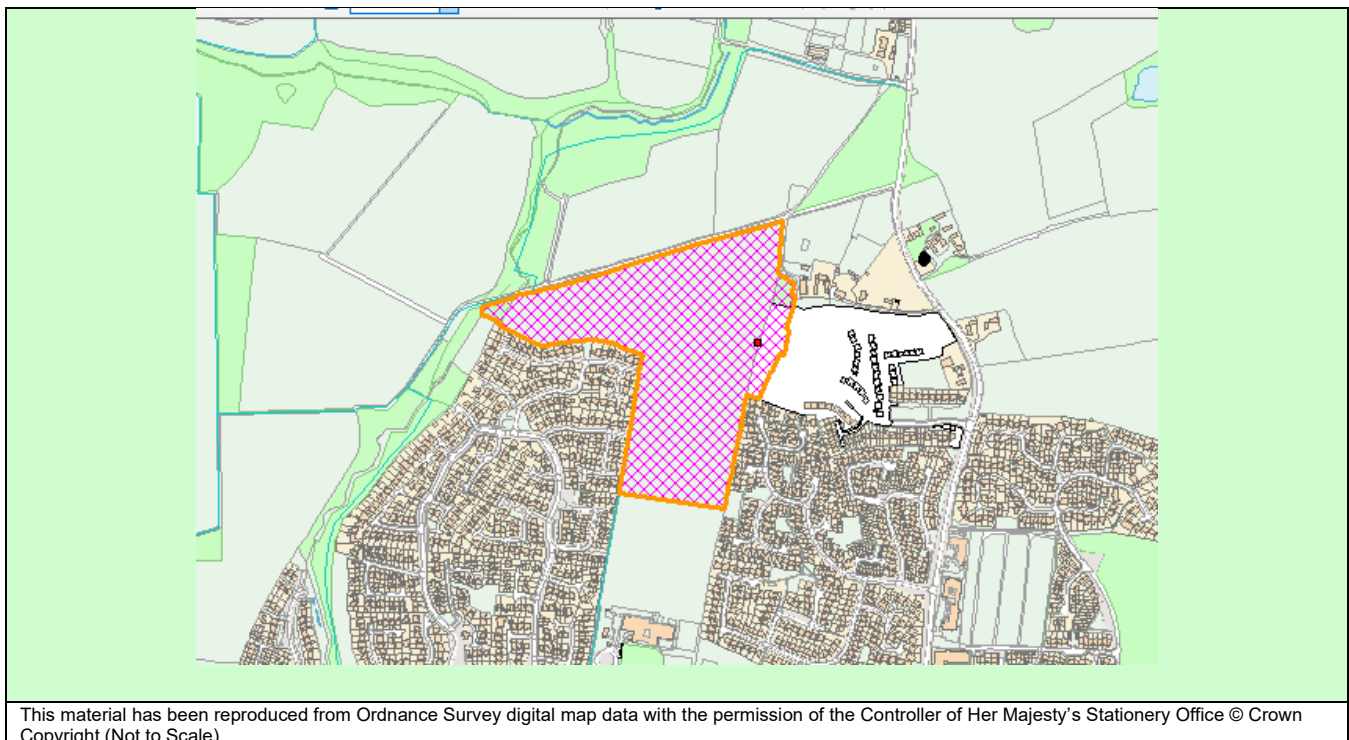 This material has been reproduced from Ordnance Survey digital map data with the permission of the Controller of Her Majesty’s Stationery Office © Crown
Copyright (Not to Scale)